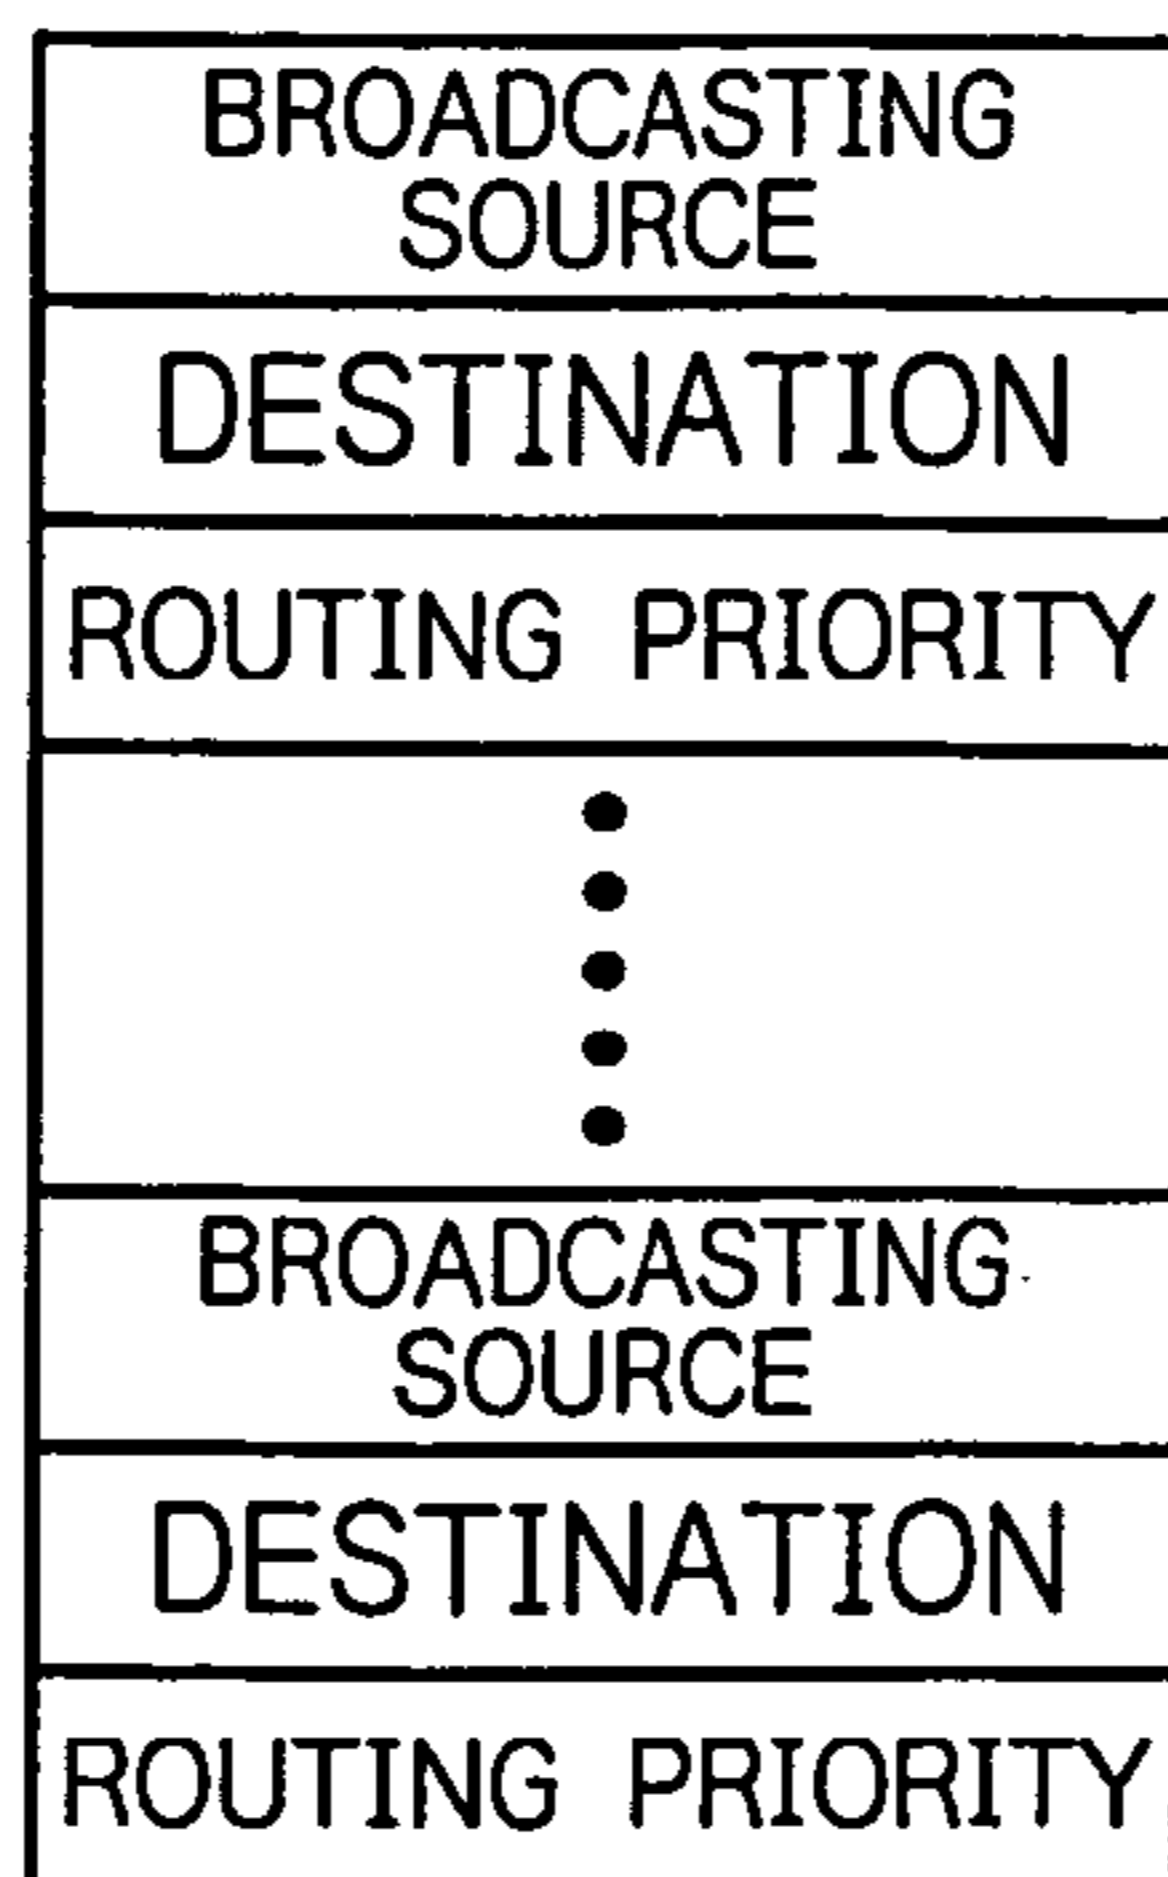 BROADCASTING
SOURCE
DESTINATION
ROUTING PRIORITY
BROADCASTING
SOURCE
DESTINATION
ROUTING PRIORITY